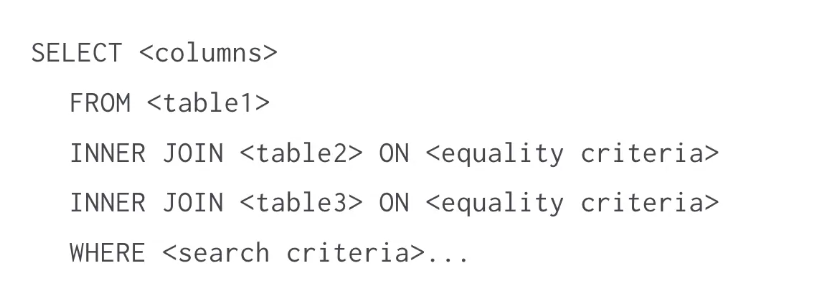 SELECT <columns>
FROM <table1>
INNER JOIN <table2> ON <equality criteria>
INNER JOIN <table3> ON <equality criteria>
WHERE <search criteria>...